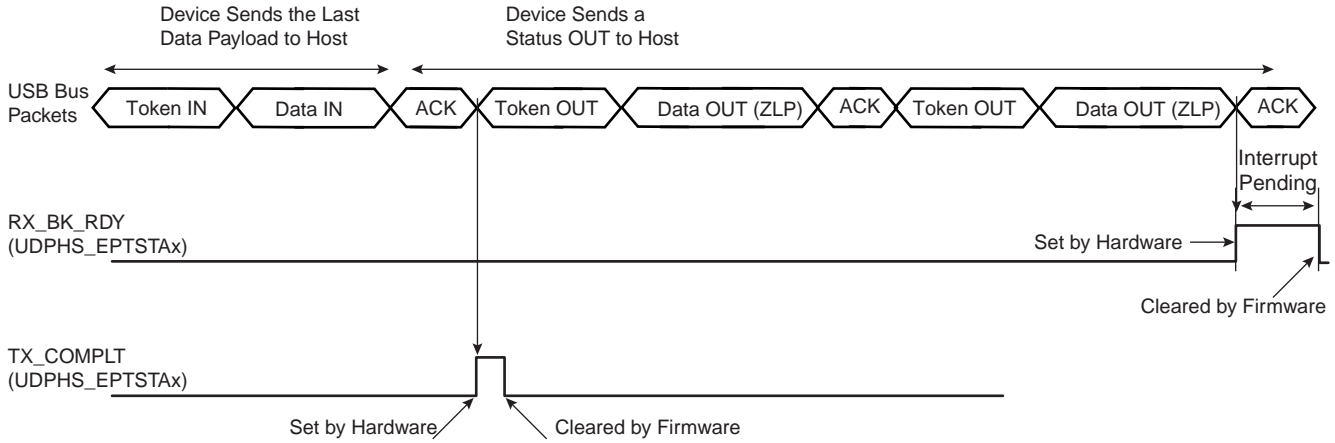 Device Sends the Last
Data Payload to Host
Device Sends a
Status OUT to Host
USB Bus
Packets
Token IN
Data IN
ACK
Token OUT
Data OUT (ZLP)
ACK
Token OUT
Data OUT (ZLP)
ACK
Interrupt
Pending
RX_BK_RDY
(UDPHS_EPTSTAx)
Set by Hardware
Cleared by Firmware
TX_COMPLT
(UDPHS_EPTSTAx)
Set by Hardware
Cleared by Firmware